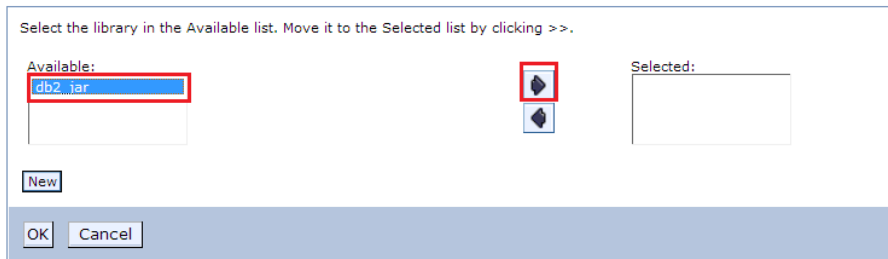 Select the library in the Available list. Move it to the Selected list by clicking >>.
Available: Selected:
db2_jar
New
OK Cancel